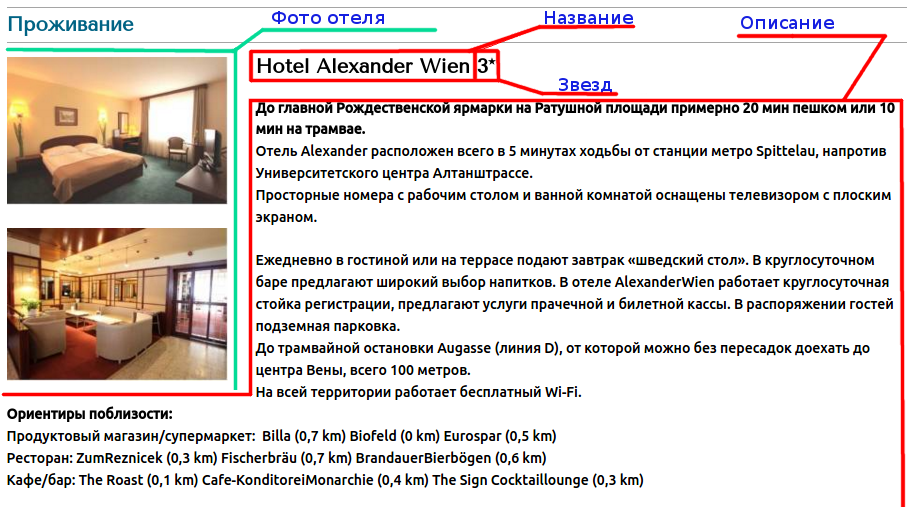 Проживание
Фото отеля
Название
Описание
Hotel Alexander Wien 3*
Звезд
До главной Рождественской ярмарки на Ратушной площади примерно 20 мин пешком или 10
мин на трамвае.
Отель Alexander расположен всего в 5 минутах ходьбы от станции метро Spittelau, напротив
Университетского центра Алтанштрассе.
Просторные номера с рабочим столом и ванной комнатой оснащены телевизором с плоским
экраном.
Ежедневно в гостиной или на террасе подают завтрак «шведский стол». В круглосуточном
баре предлагают широкий выбор напитков. В отеле AlexanderWien работает круглосуточная
стойка регистрации, предлагают услуги прачечной и билетной кассы. В распоряжении гостей
подземная парковка.
До трамвайной остановки Augasse (линия D), от которой можно без пересадок доехать до
центра Вены, всего 100 метров.
На всей территории работает бесплатный Wi-Fi.
Ориентиры поблизости:
Продуктовый магазин/супермаркет: Billa (0,7 km) Biofeld (0 km) Eurospar (0,5 km)
Ресторан: ZumReznicek (0,3 km) Fischerbräu (0,7 km) BrandauerBierbögen (0,6 km)
Кафе/бар: The Roast (0,1 km) Cafe-KonditoreiMonarchie (0,4 km) The Sign Cocktaillounge (0,3 km)